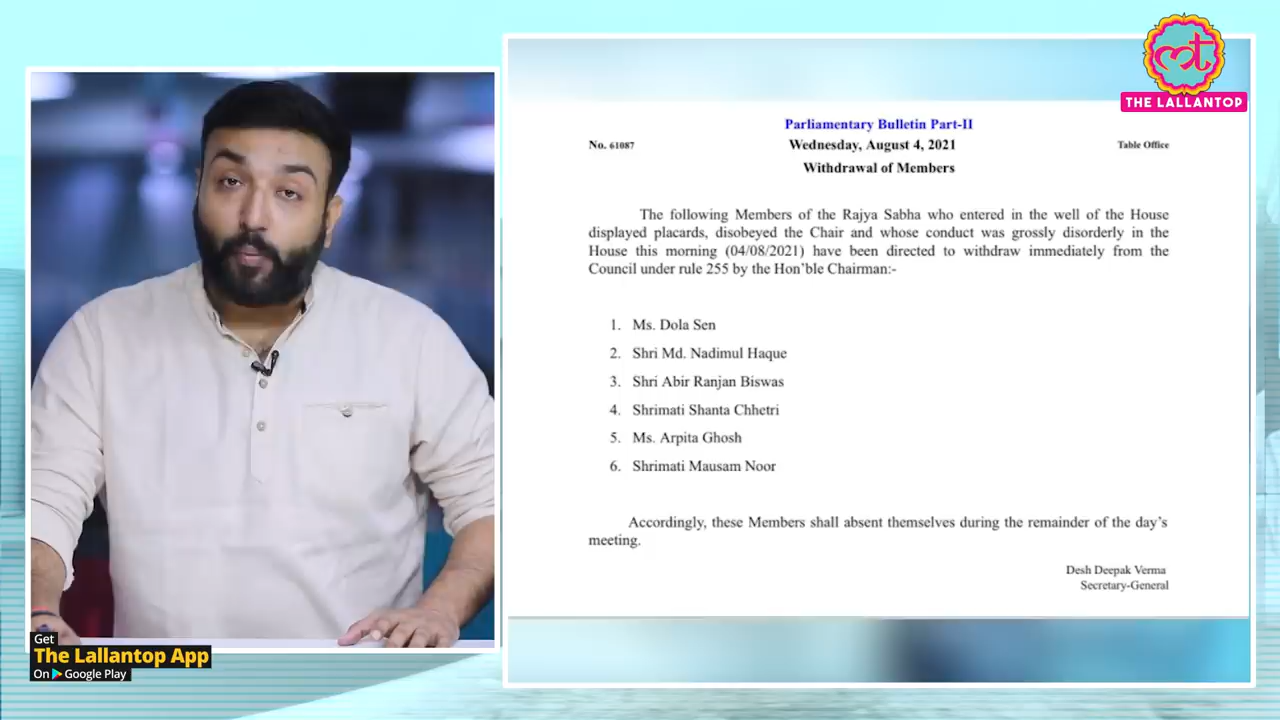 मत
THE LALLANTOP
Parliamentary Bulletin Part-II
No. 61087
Wednesday, August 4, 2021
Table Office
Withdrawal of Members
The following Members of the Rajya Sabha who entered in the well of the House
displayed placards, disobeyed the Chair and whose conduct was grossly disorderly in the
House this morning (04/08/2021) have been directed to withdraw immediately from the
Council under rule 255 by the Hon'ble Chairman:-
1. Ms. Dola Sen
2. Shri Md. Nadimul Haque
3. Shri Abir Ranjan Biswas
4. Shrimati Shanta Chhetri
5. Ms. Arpita Ghosh
6. Shrimati Mausam Noor
Accordingly, these Members shall absent themselves during the remainder of the day's
meeting.
Desh Deepak Verma
Secretary-General
Get
The Lallantop App
On Google Play